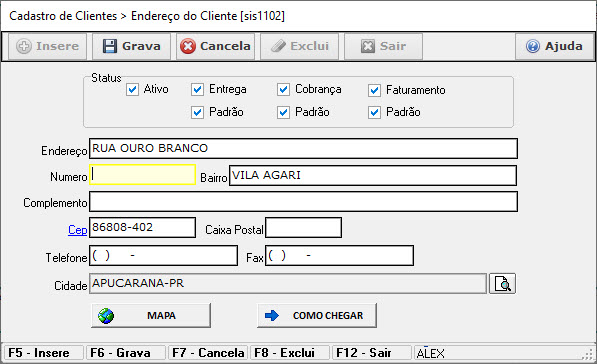 Cadastro de Clientes > Endereço do Cliente [sis1102]
Insere Grava Cancela Exclui Sair Ajuda
Status
Ativo Entrega Cobrança Faturamento
Padrão Padrão Padrão
Endereço RUA OURO BRANCO
Numero Bairro VILA AGARI
Complemento
Cep 86808-402 Caixa Postal
Telefone ( ) - Fax ( ) -
Cidade APUCARANA-PR
MAPA COMO CHEGAR
F5 - Insere F6 - Grava F7 - Cancela F8 - Exclui F12 - Sair ALEX